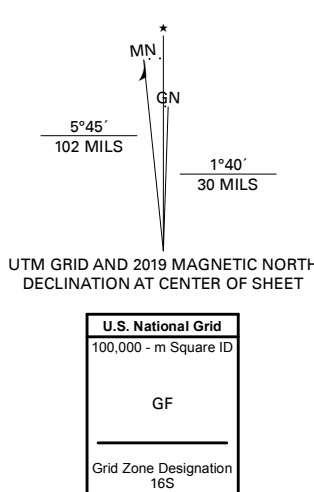 ★
MN
GN
5°45´
102 MILS
1°40´
30 MILS
UTM GRID AND 2019 MAGNETIC NORTH
DECLINATION AT CENTER OF SHEET
U.S. National Grid
100,000 - m Square ID
GF
Grid Zone Designation
16S